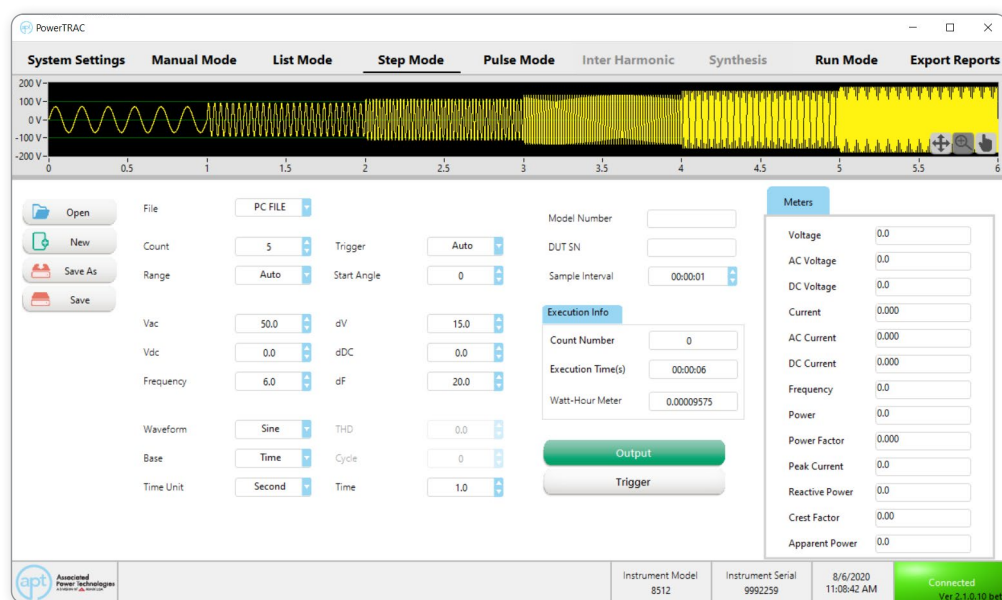 apt PowerTRAC
System Settings Manual Mode List Mode Step Mode Pulse Mode Inter Harmonic Synthesis Run Mode Export Reports
200 V
100 V
0 V
-100 V
-200 V
0 0.5 1 1.5 2 2.5 3 3.5 4 4.5 5 5.5 6
Open
New
Save As
Save
File PC FILE
Count 5 Trigger Auto
Range Auto Start Angle 0
Vac 50.0 dV 15.0
Vdc 0.0 dDC 0.0
Frequency 6.0 dF 20.0
Waveform Sine THD 0.0
Base Time Cycle 0
Time Unit Second Time 1.0
Model Number
DUT SN
Sample Interval 00:00:01
Execution Info
Count Number 0
Execution Time(s) 00:00:06
Watt-Hour Meter 0.00009575
Output
Trigger
Meters
Voltage 0.0
AC Voltage 0.0
DC Voltage 0.0
Current 0.000
AC Current 0.000
DC Current 0.000
Frequency 0.0
Power 0.0
Power Factor 0.000
Peak Current 0.0
Reactive Power 0.0
Crest Factor 0.00
Apparent Power 0.0
apt
Associated
Power Technologies
Instrument Model
8512
Instrument Serial
9992259
8/6/2020
11:08:42 AM
Connected
Ver 2.1.0.10 bet